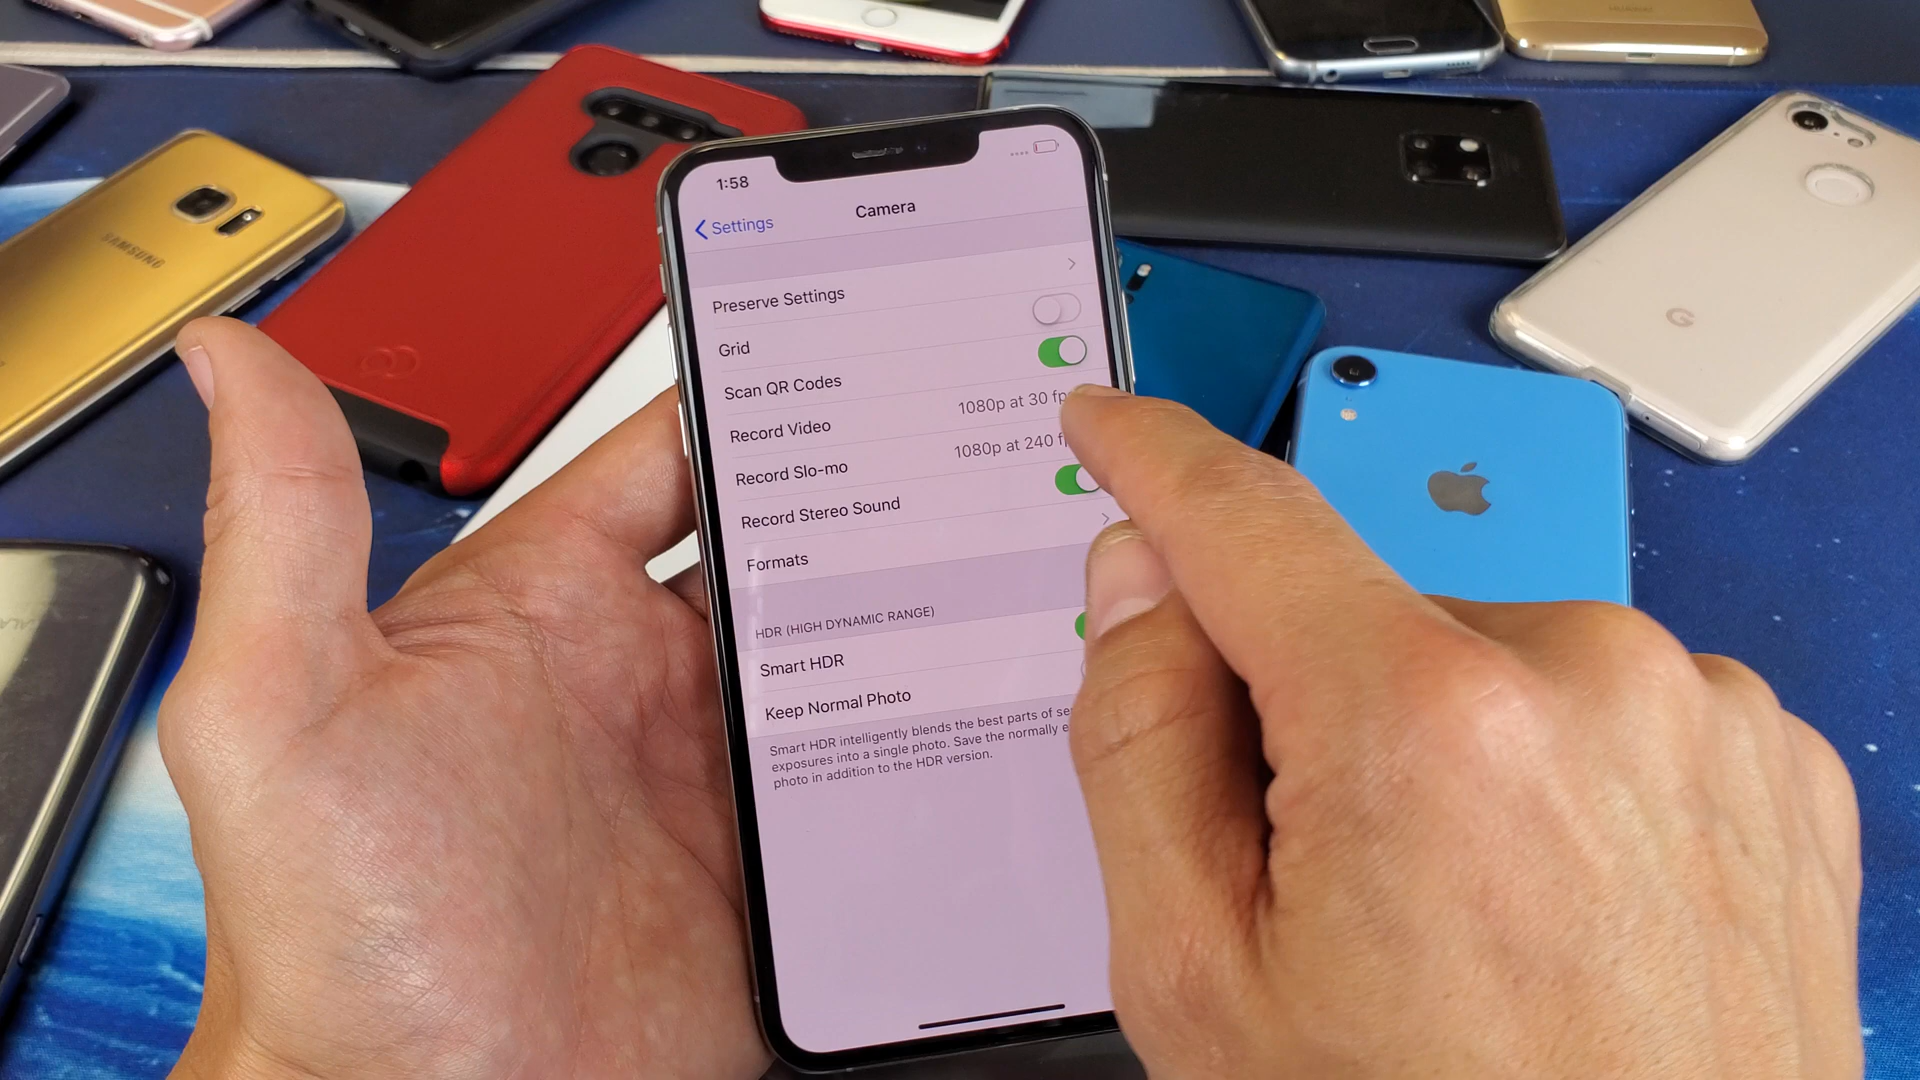 1:58
Settings
Camera
Preserve Settings
Grid
Scan QR Codes
Record Video 1080p at 30 fp
Record Slo-mo 1080p at 240 f
Record Stereo Sound
Formats
HDR (HIGH DYNAMIC RANGE)
Smart HDR
Keep Normal Photo
Smart HDR intelligently blends the best parts of se
exposures into a single photo. Save the normally e
photo in addition to the HDR version.
SAMSUNG
G